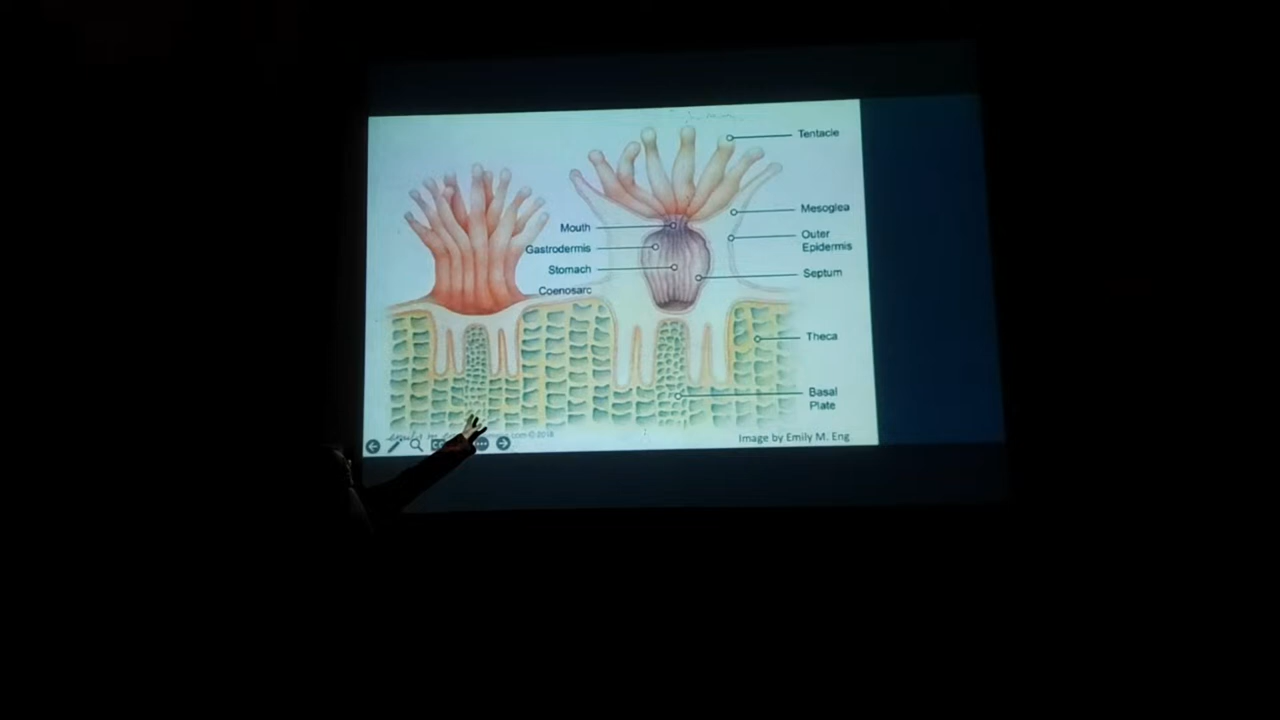 Tentacle
Mesoglea
Mouth
Outer
Epidermis
Gastrodermis
Stomach
Septum
Coenosarc
Theca
Basal
Plate
Image by Emily M. Eng